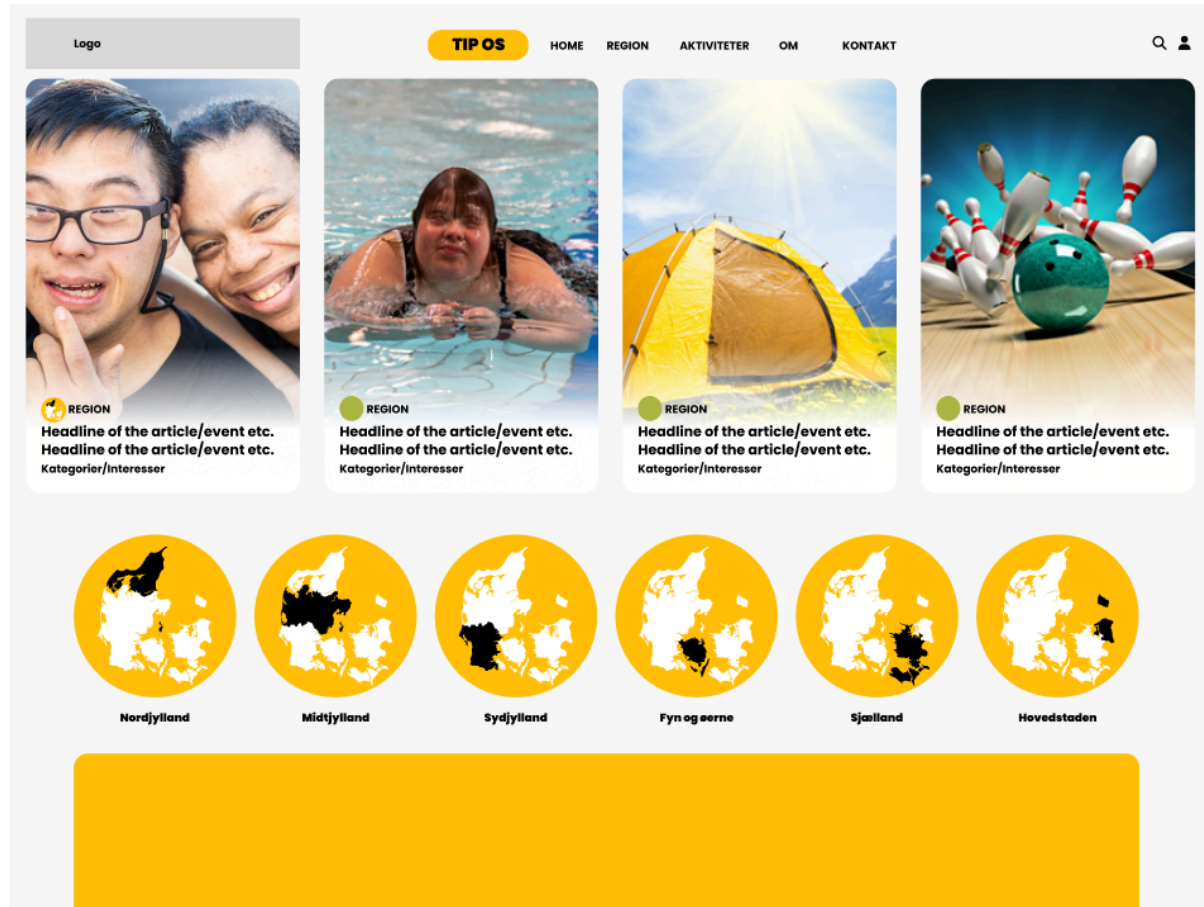 Logo
TIP OS
HOME
REGION
AKTIVITETER
OM
KONTAKT
REGION
Headline of the article/event etc.
Headline of the article/event etc.
Kategorier/Interesser
REGION
Headline of the article/event etc.
Headline of the article/event etc.
Kategorier/Interesser
REGION
Headline of the article/event etc.
Headline of the article/event etc.
Kategorier/Interesser
REGION
Headline of the article/event etc.
Headline of the article/event etc.
Kategorier/Interesser
Nordjylland
Midtjylland
Sydjylland
Fyn og øerne
Sjælland
Hovedstaden